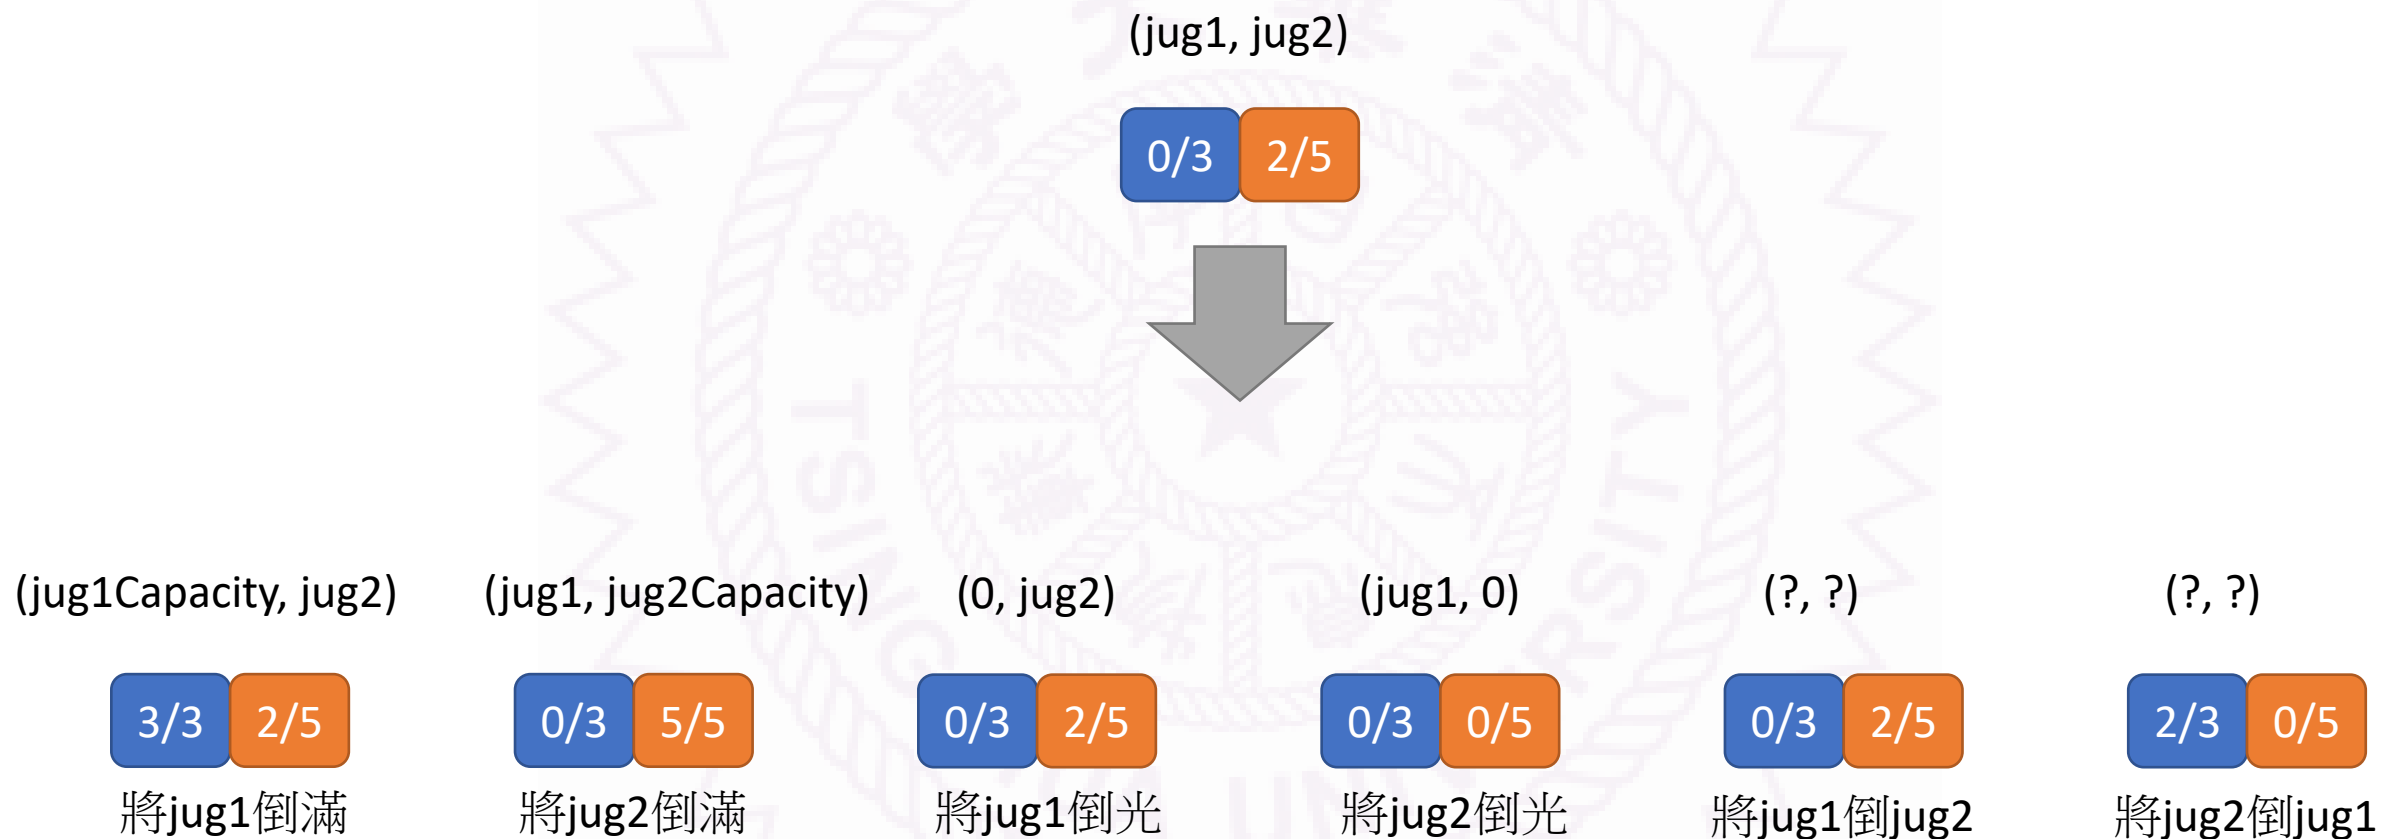 (jug1, jug2)
0/3 2/5
(jug1Capacity, jug2) (jug1, jug2Capacity) (0, jug2) (jug1, 0) (?, ?) (?, ?)
3/3 2/5 0/3 5/5 0/3 2/5 0/3 0/5 0/3 2/5 2/3 0/5
將jug1倒滿 將jug2倒滿 將jug1倒光 將jug2倒光 將jug1倒jug2 將jug2倒jug1